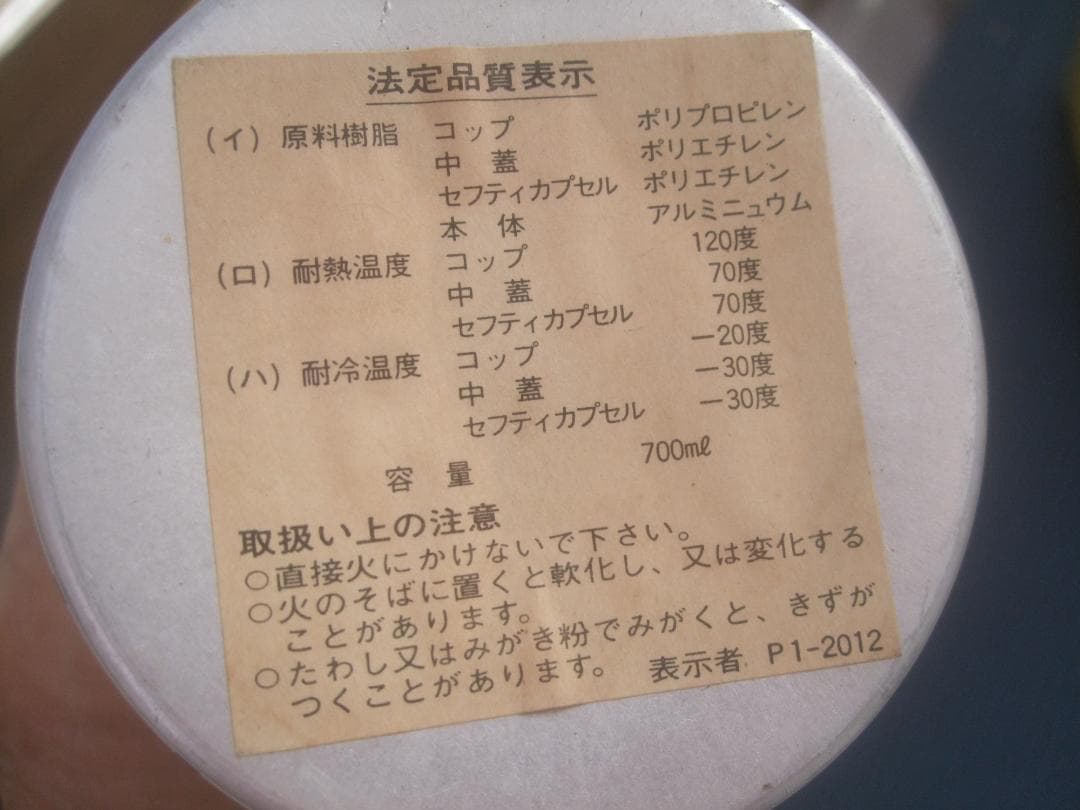 法定品質表示
(イ) 原料樹脂 コップ ポリプロピレン
中蓋 ポリエチレン
セフティカプセル ポリエチレン
本体 アルミニュウム
(ロ) 耐熱温度 コップ 120度
中蓋 70度
セフティカプセル 70度
(ハ) 耐冷温度 コップ −20度
中蓋 −30度
セフティカプセル −30度
容量 700㎖
取扱い上の注意
○直接火にかけないで下さい。
○火のそばに置くと軟化し、又は変化する
ことがあります。
○たわし又はみがき粉でみがくと、きずが
つくことがあります。 表示者 P1-2012